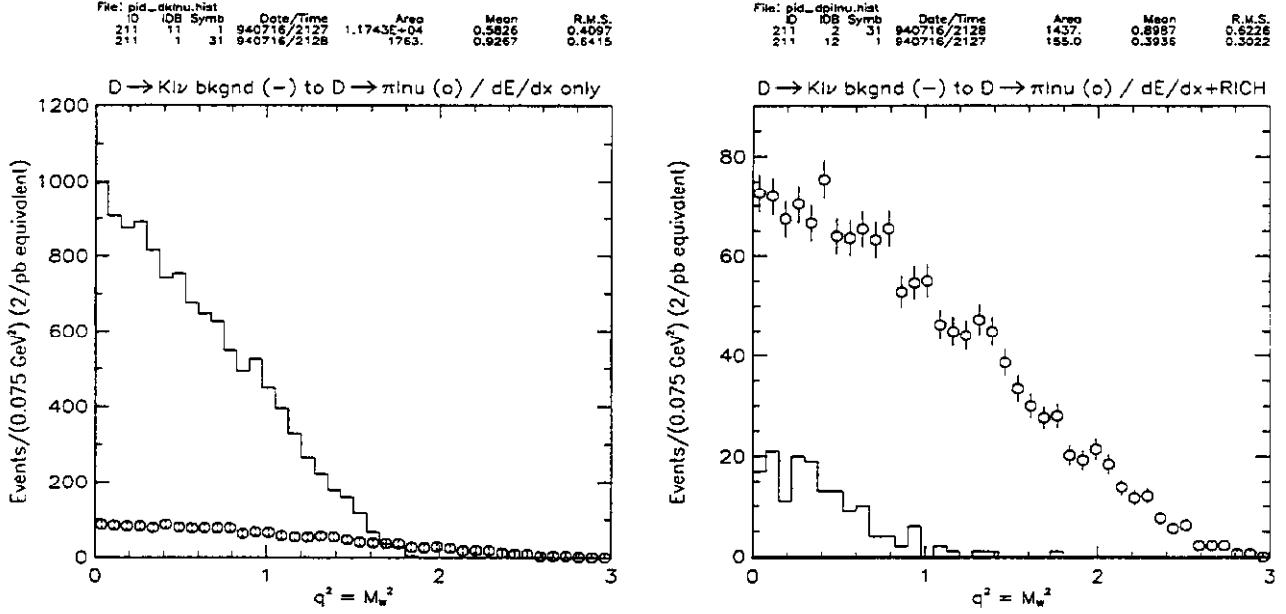 File: pid_dklnu.hist
ID IDB Symb Date/Time Area Mean R.M.S.
211 11 1 940716/2127 1.1743E+04 0.5826 0.4097
211 1 31 940716/2128 1763. 0.9267 0.6415
D → Klν bkgnd (-) to D → πlnu (o) / dE/dx only
1200
1000
800
600
400
200
0
Events/(0.075 GeV²) (2/pb equivalent)
0 1 2 3
q² = M_w²
File: pid_dpilnu.hist
ID IDB Symb Date/Time Area Mean R.M.S.
211 2 31 940716/2128 1437. 0.8987 0.6226
211 12 1 940716/2127 155.0 0.3936 0.3022
D → Klν bkgnd (-) to D → πlnu (o) / dE/dx+RICH
80
60
40
20
0
Events/(0.075 GeV²) (2/pb equivalent)
0 1 2 3
q² = M_w²